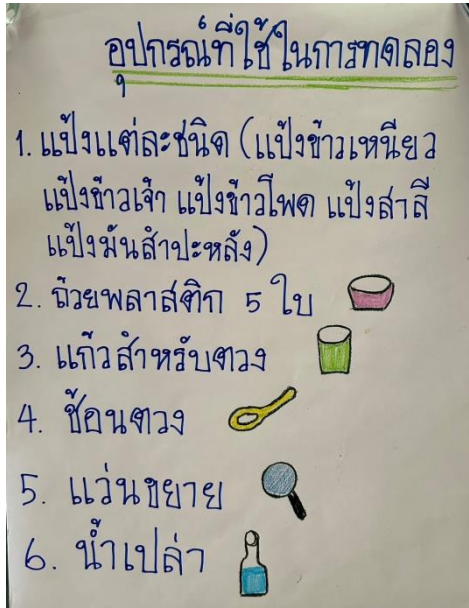 อุปกรณ์ที่ใช้ในการทดลอง
1. แป้งแต่ละชนิด (แป้งข้าวเหนียว
แป้งข้าวเจ้า แป้งข้าวโพด แป้งสาลี
แป้งมันสำปะหลัง)
2. ถ้วยพลาสติก 5 ใบ
3. แก้วสำหรับตวง
4. ช้อนตวง
5. แว่นขยาย
6. น้ำเปล่า